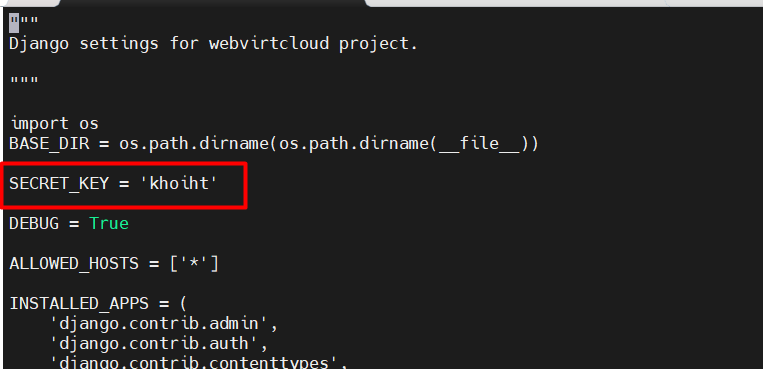 """
Django settings for webvirtcloud project.
"""
import os
BASE_DIR = os.path.dirname(os.path.dirname(__file__))
SECRET_KEY = 'khoiht'
DEBUG = True
ALLOWED_HOSTS = ['*']
INSTALLED_APPS = (
    'django.contrib.admin',
    'django.contrib.auth',
    'django.contrib.contenttypes',